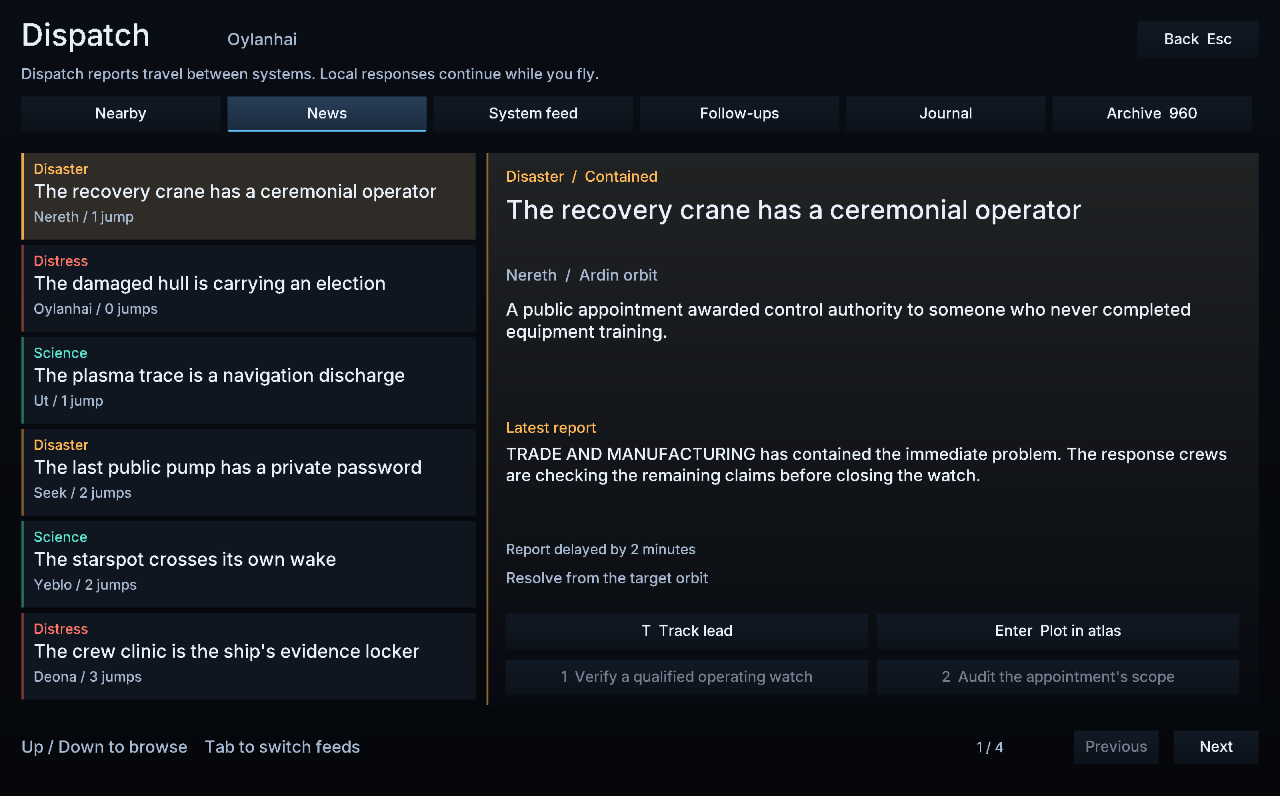 Dispatch
Oylanhai
Back Esc
Dispatch reports travel between systems. Local responses continue while you fly.
Nearby
News
System feed
Follow-ups
Journal
Archive 960
Disaster
The recovery crane has a ceremonial operator
Nereth / 1 jump
Distress
The damaged hull is carrying an election
Oylanhai / 0 jumps
Science
The plasma trace is a navigation discharge
Ut / 1 jump
Disaster
The last public pump has a private password
Seek / 2 jumps
Science
The starspot crosses its own wake
Yeblo / 2 jumps
Distress
The crew clinic is the ship's evidence locker
Deona / 3 jumps
Disaster / Contained
The recovery crane has a ceremonial operator
Nereth / Ardin orbit
A public appointment awarded control authority to someone who never completed
equipment training.
Latest report
TRADE AND MANUFACTURING has contained the immediate problem. The response crews
are checking the remaining claims before closing the watch.
Report delayed by 2 minutes
Resolve from the target orbit
T Track lead
Enter Plot in atlas
1 Verify a qualified operating watch
2 Audit the appointment's scope
Up / Down to browse
Tab to switch feeds
1 / 4
Previous
Next